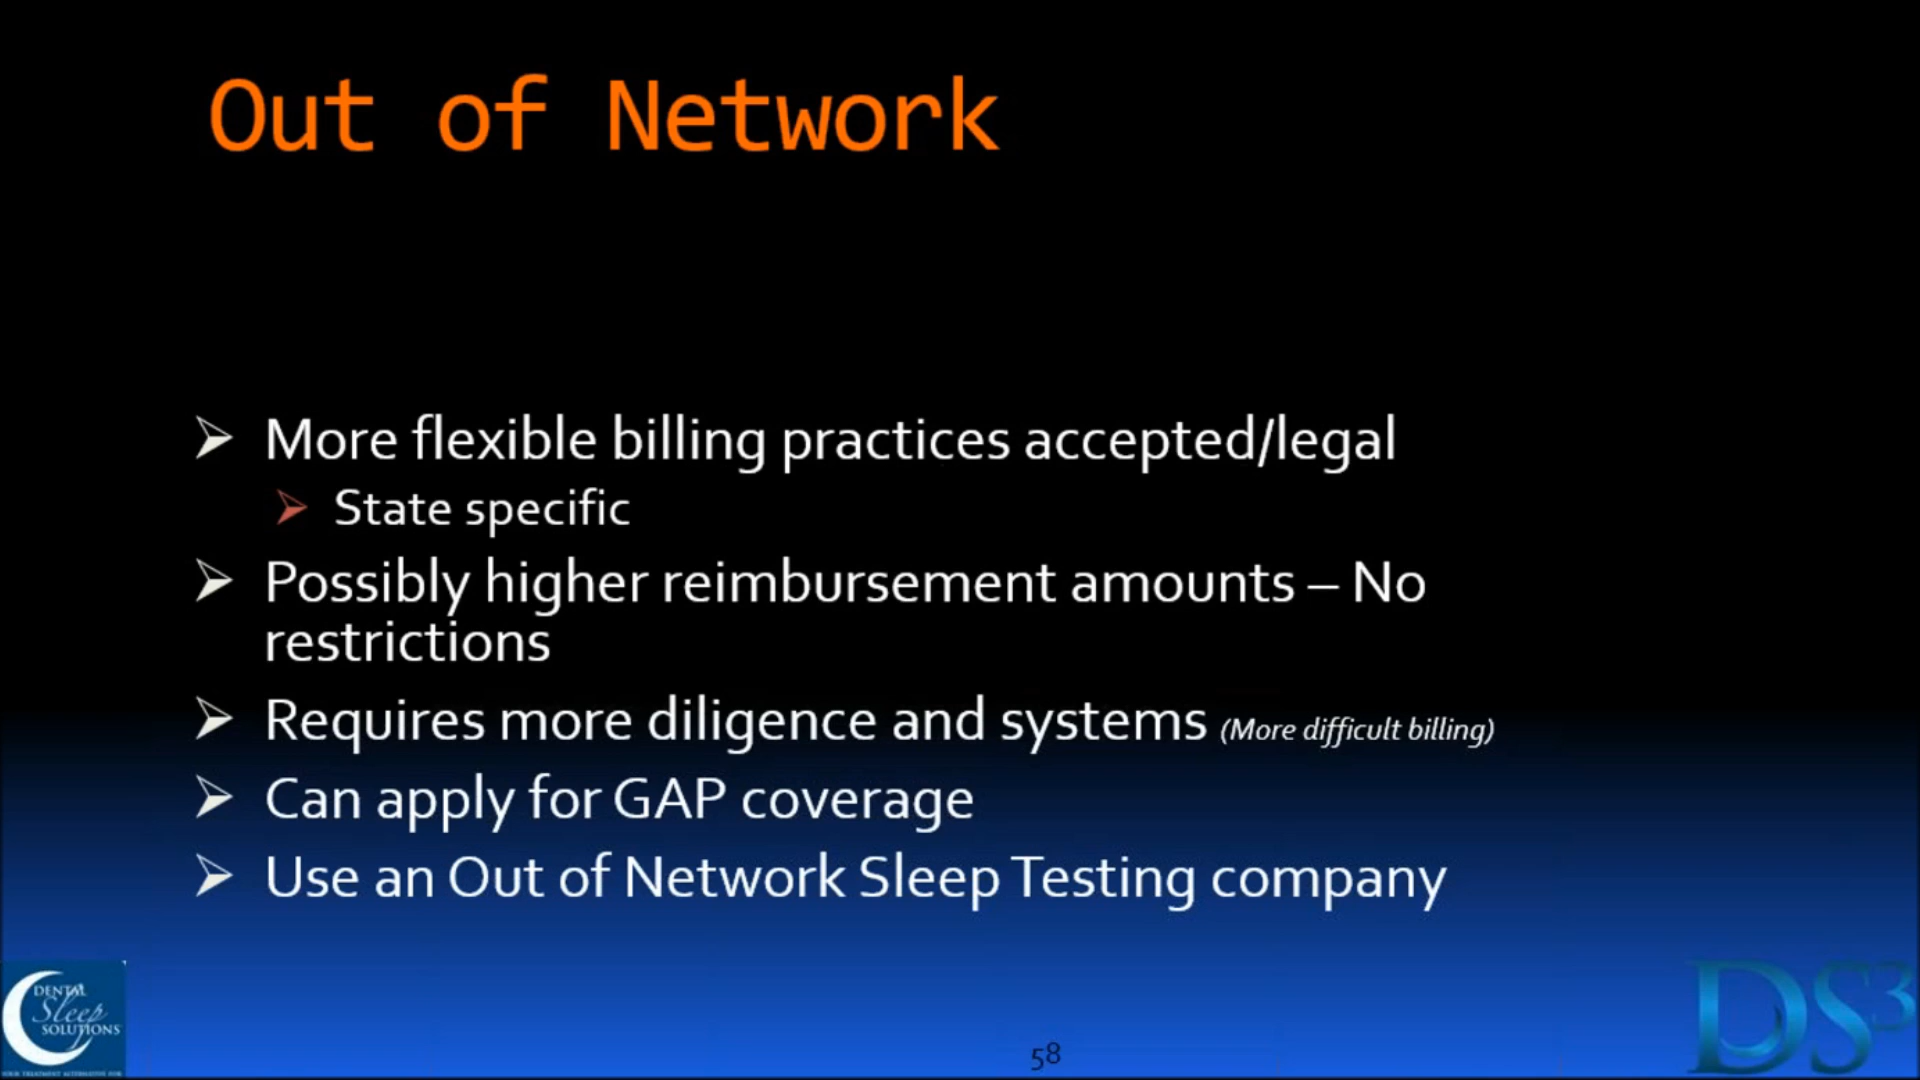 Out of Network
More flexible billing practices accepted/legal
State specific
Possibly higher reimbursement amounts – No
restrictions
Requires more diligence and systems (More difficult billing)
Can apply for GAP coverage
Use an Out of Network Sleep Testing company
DENTAL
Sleep
SOLUTIONS
DS3
58